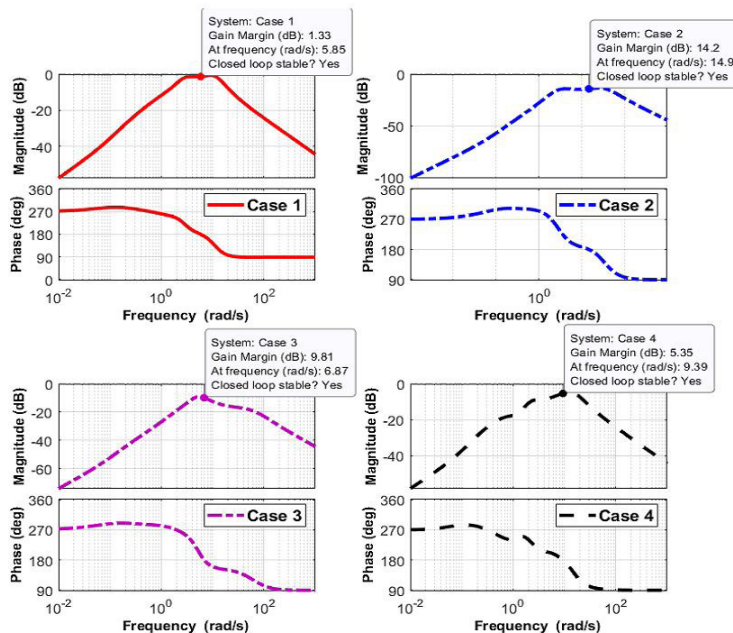 System: Case 1
Gain Margin (dB): 1.33
At frequency (rad/s): 5.85
Closed loop stable? Yes
System: Case 2
Gain Margin (dB): 14.2
At frequency (rad/s): 14.9
Closed loop stable? Yes
Magnitude (dB)
0
-20
-40
Phase (deg)
360
270
180
90
0
Case 1
10^-2
10^0
10^2
Frequency (rad/s)
Magnitude (dB)
0
-50
-100
Phase (deg)
360
270
180
90
Case 2
10^0
Frequency (rad/s)
System: Case 3
Gain Margin (dB): 9.81
At frequency (rad/s): 6.87
Closed loop stable? Yes
System: Case 4
Gain Margin (dB): 5.35
At frequency (rad/s): 9.39
Closed loop stable? Yes
Magnitude (dB)
0
-20
-40
-60
Phase (deg)
360
270
180
90
Case 3
10^-2
10^0
10^2
Frequency (rad/s)
Magnitude (dB)
0
-20
-40
Phase (deg)
360
270
180
90
Case 4
10^-2
10^0
10^2
Frequency (rad/s)